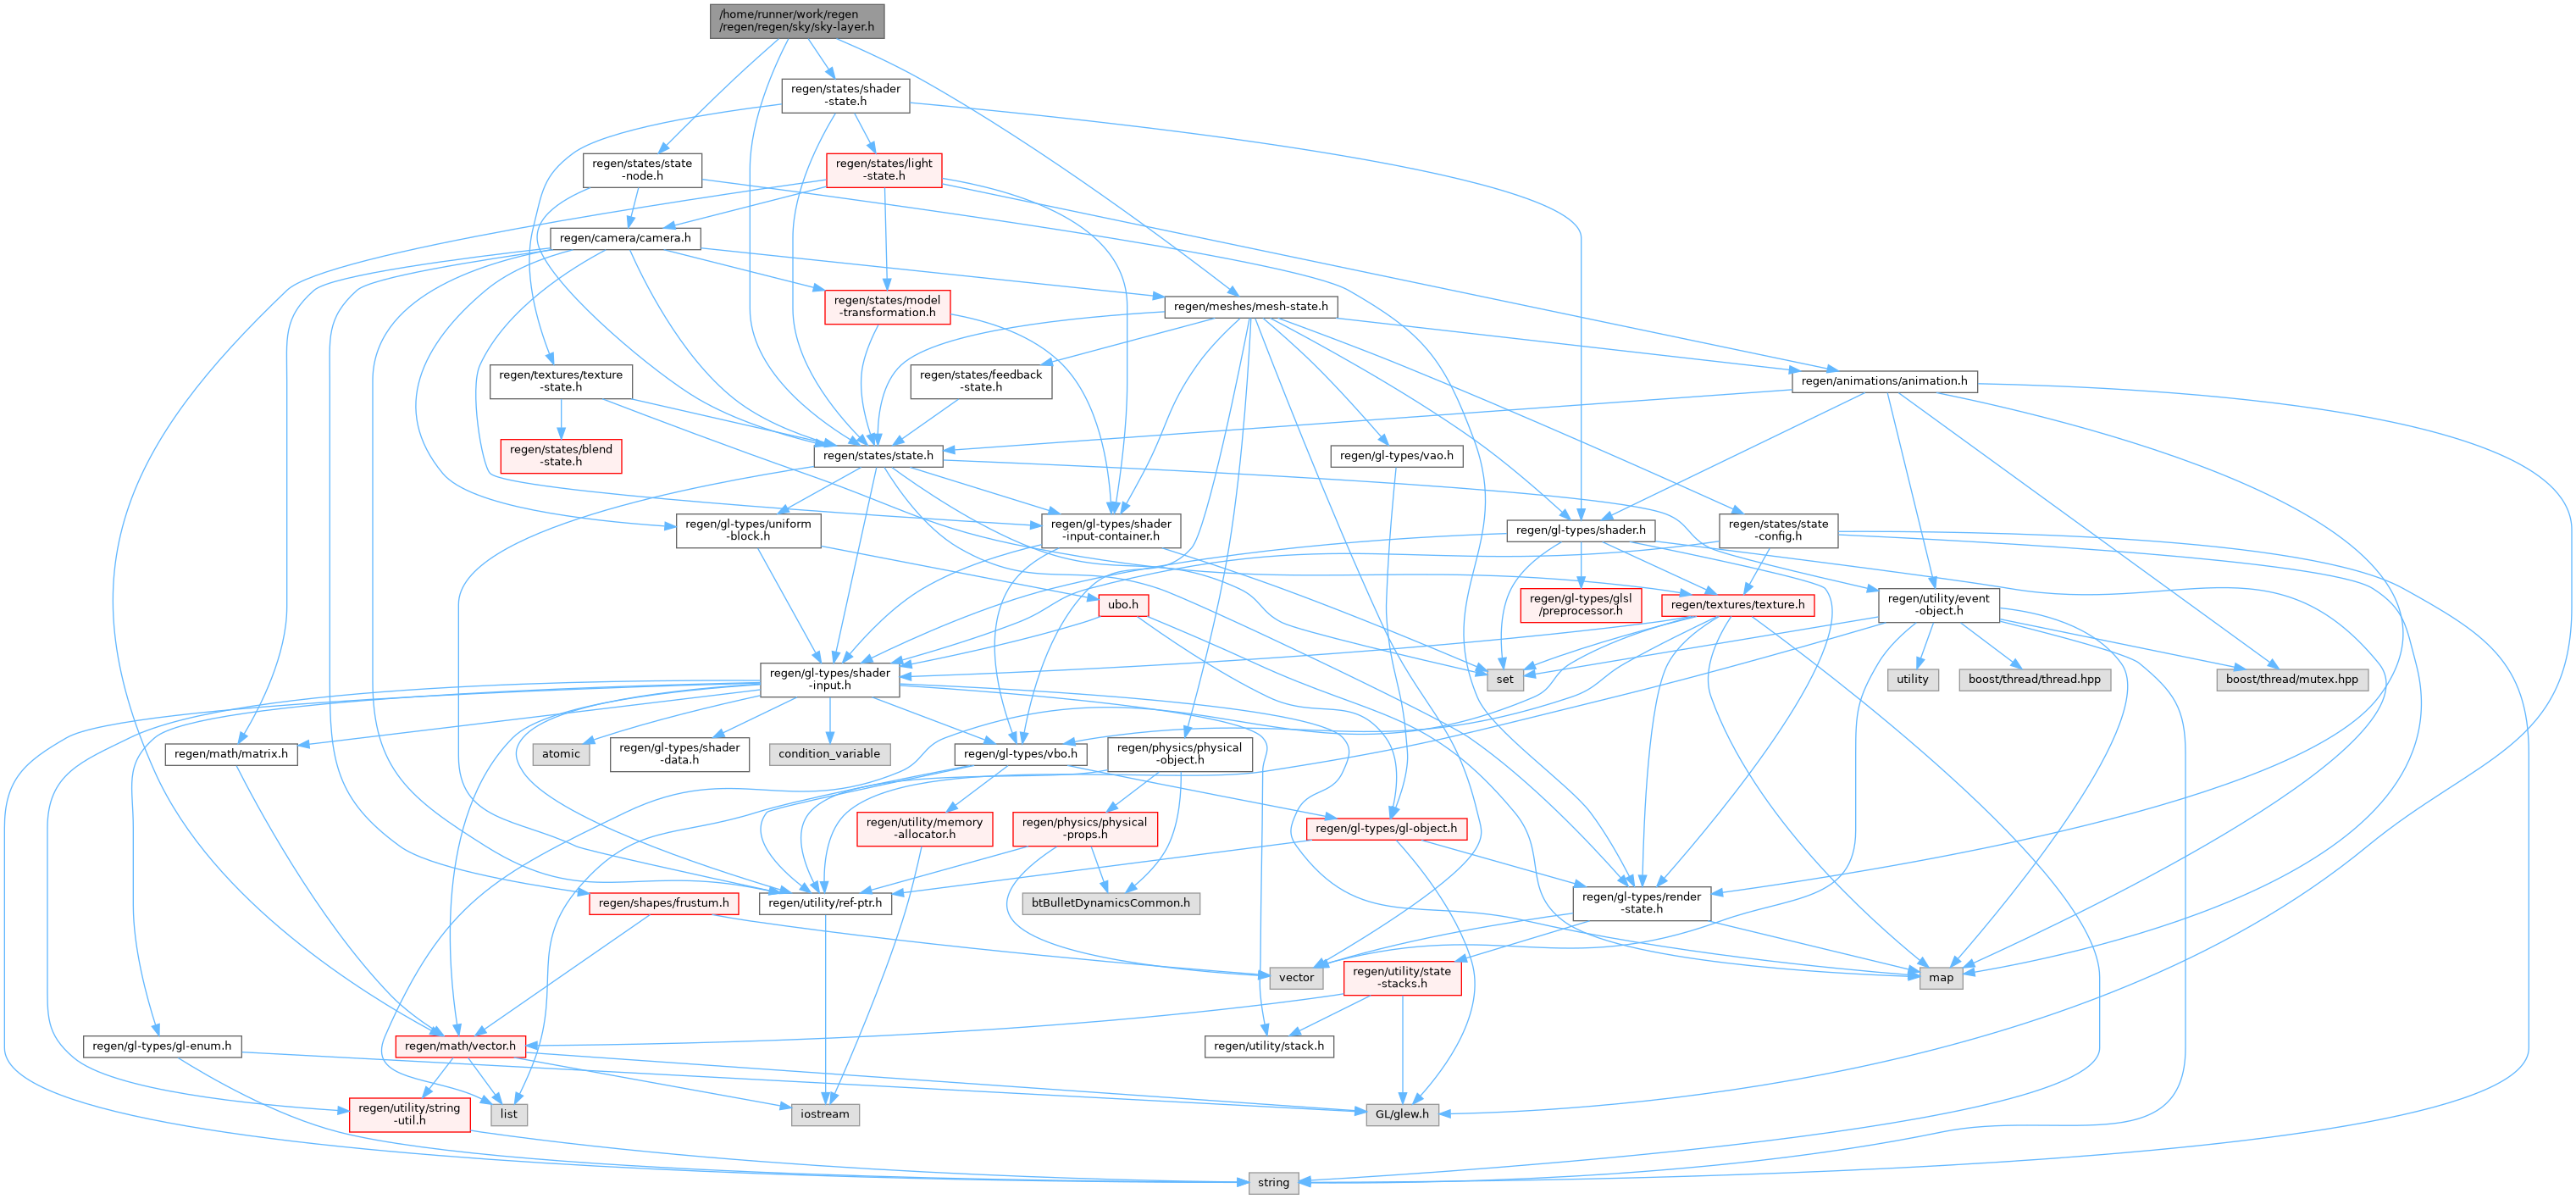 /home/runner/work/regen
/regen/regen/sky/sky-layer.h
regen/states/shader
-state.h
regen/states/state
-node.h
regen/states/light
-state.h
regen/camera/camera.h
regen/states/model
-transformation.h
regen/meshes/mesh-state.h
regen/textures/texture
-state.h
regen/states/feedback
-state.h
regen/animations/animation.h
regen/states/blend
-state.h
regen/states/state.h
regen/gl-types/vao.h
regen/gl-types/uniform
-block.h
regen/gl-types/shader
-input-container.h
regen/gl-types/shader.h
regen/states/state
-config.h
ubo.h
regen/gl-types/glsl
/preprocessor.h
regen/textures/texture.h
regen/utility/event
-object.h
regen/gl-types/shader
-input.h
set
utility
boost/thread/thread.hpp
boost/thread/mutex.hpp
regen/math/matrix.h
atomic
regen/gl-types/shader
-data.h
condition_variable
regen/gl-types/vbo.h
regen/physics/physical
-object.h
regen/utility/memory
-allocator.h
regen/physics/physical
-props.h
regen/gl-types/gl-object.h
regen/shapes/frustum.h
regen/utility/ref-ptr.h
btBulletDynamicsCommon.h
regen/gl-types/render
-state.h
vector
regen/utility/state
-stacks.h
map
regen/gl-types/gl-enum.h
regen/math/vector.h
regen/utility/stack.h
regen/utility/string
-util.h
list
iostream
GL/glew.h
string